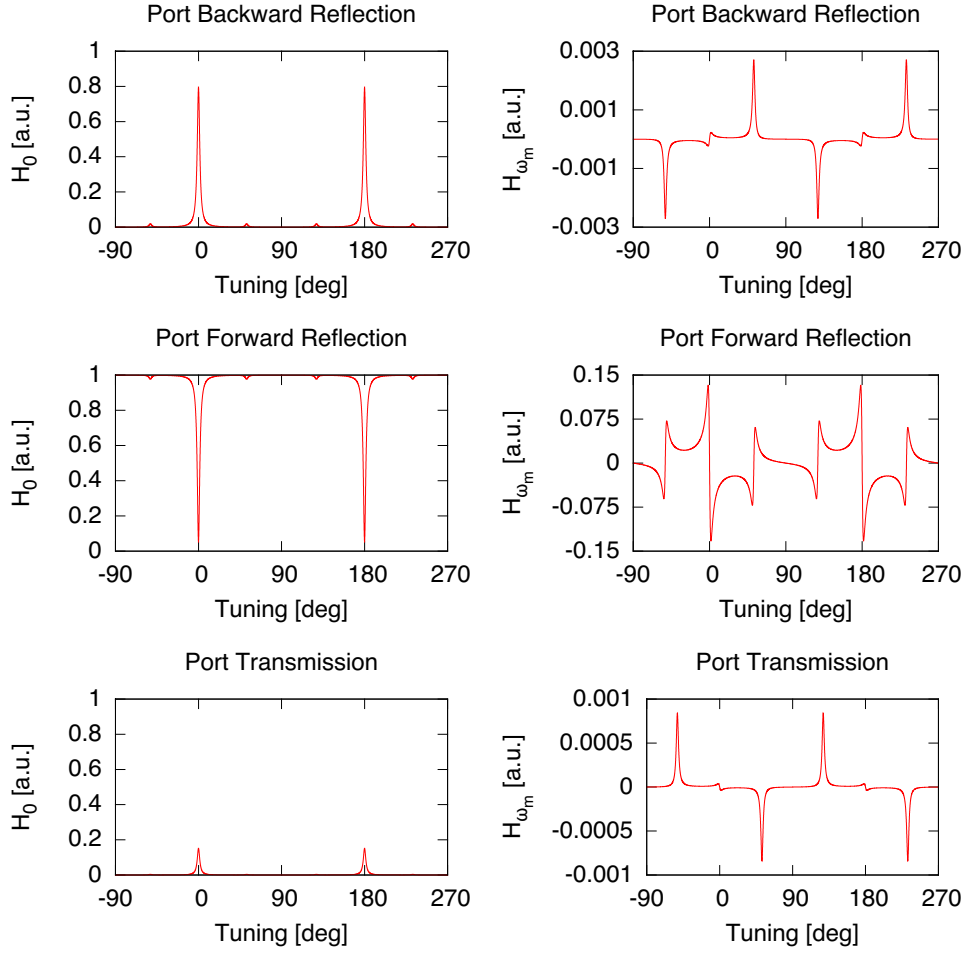 Port Backward Reflection
H_0 [a.u.]
1
0.8
0.6
0.4
0.2
0
-90 0 90 180 270
Tuning [deg]
Port Backward Reflection
H_ω_m [a.u.]
0.003
0.001
-0.001
-0.003
-90 0 90 180 270
Tuning [deg]
Port Forward Reflection
H_0 [a.u.]
1
0.8
0.6
0.4
0.2
0
-90 0 90 180 270
Tuning [deg]
Port Forward Reflection
H_ω_m [a.u.]
0.15
0.075
0
-0.075
-0.15
-90 0 90 180 270
Tuning [deg]
Port Transmission
H_0 [a.u.]
1
0.8
0.6
0.4
0.2
0
-90 0 90 180 270
Tuning [deg]
Port Transmission
H_ω_m [a.u.]
0.001
0.0005
0
-0.0005
-0.001
-90 0 90 180 270
Tuning [deg]